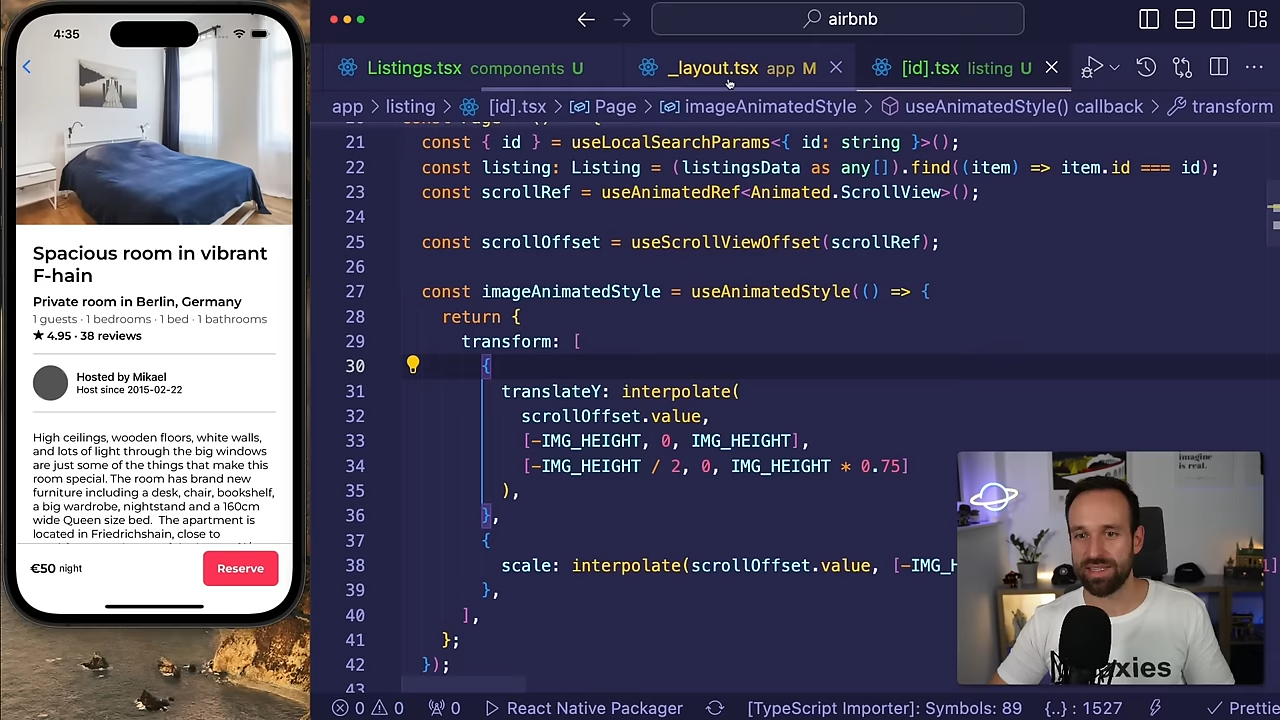 4:35
Spacious room in vibrant
F-hain
Private room in Berlin, Germany
1 guests · 1 bedrooms · 1 bed · 1 bathrooms
★ 4.95 · 38 reviews
Hosted by Mikael
Host since 2015-02-22
High ceilings, wooden floors, white walls,
and lots of light through the big windows
are just some of the things that make this
room special. The room has brand new
furniture including a desk, chair, bookshelf,
a big wardrobe, nightstand and a 160cm
wide Queen size bed.  The apartment is
located in Friedrichshain, close to
€50 night
Reserve
airbnb
Listings.tsx components U
_layout.tsx app M
[id].tsx listing U
app > listing > [id].tsx > Page > imageAnimatedStyle > useAnimatedStyle() callback > transform
21 const { id } = useLocalSearchParams<{ id: string }>();
22 const listing: Listing = (listingsData as any[]).find((item) => item.id === id);
23 const scrollRef = useAnimatedRef<Animated.ScrollView>();
24
25 const scrollOffset = useScrollViewOffset(scrollRef);
26
27 const imageAnimatedStyle = useAnimatedStyle(() => {
28 return {
29 transform: [
30 {
31 translateY: interpolate(
32 scrollOffset.value,
33 [-IMG_HEIGHT, 0, IMG_HEIGHT],
34 [-IMG_HEIGHT / 2, 0, IMG_HEIGHT * 0.75]
35 ),
36 },
37 {
38 scale: interpolate(scrollOffset.value, [-IMG_H 1]
39 },
40 ],
41 };
42 });
43
imagine
is real.
0 0 0 React Native Packager [TypeScript Importer]: Symbols: 89 {..} : 1527 Prettie